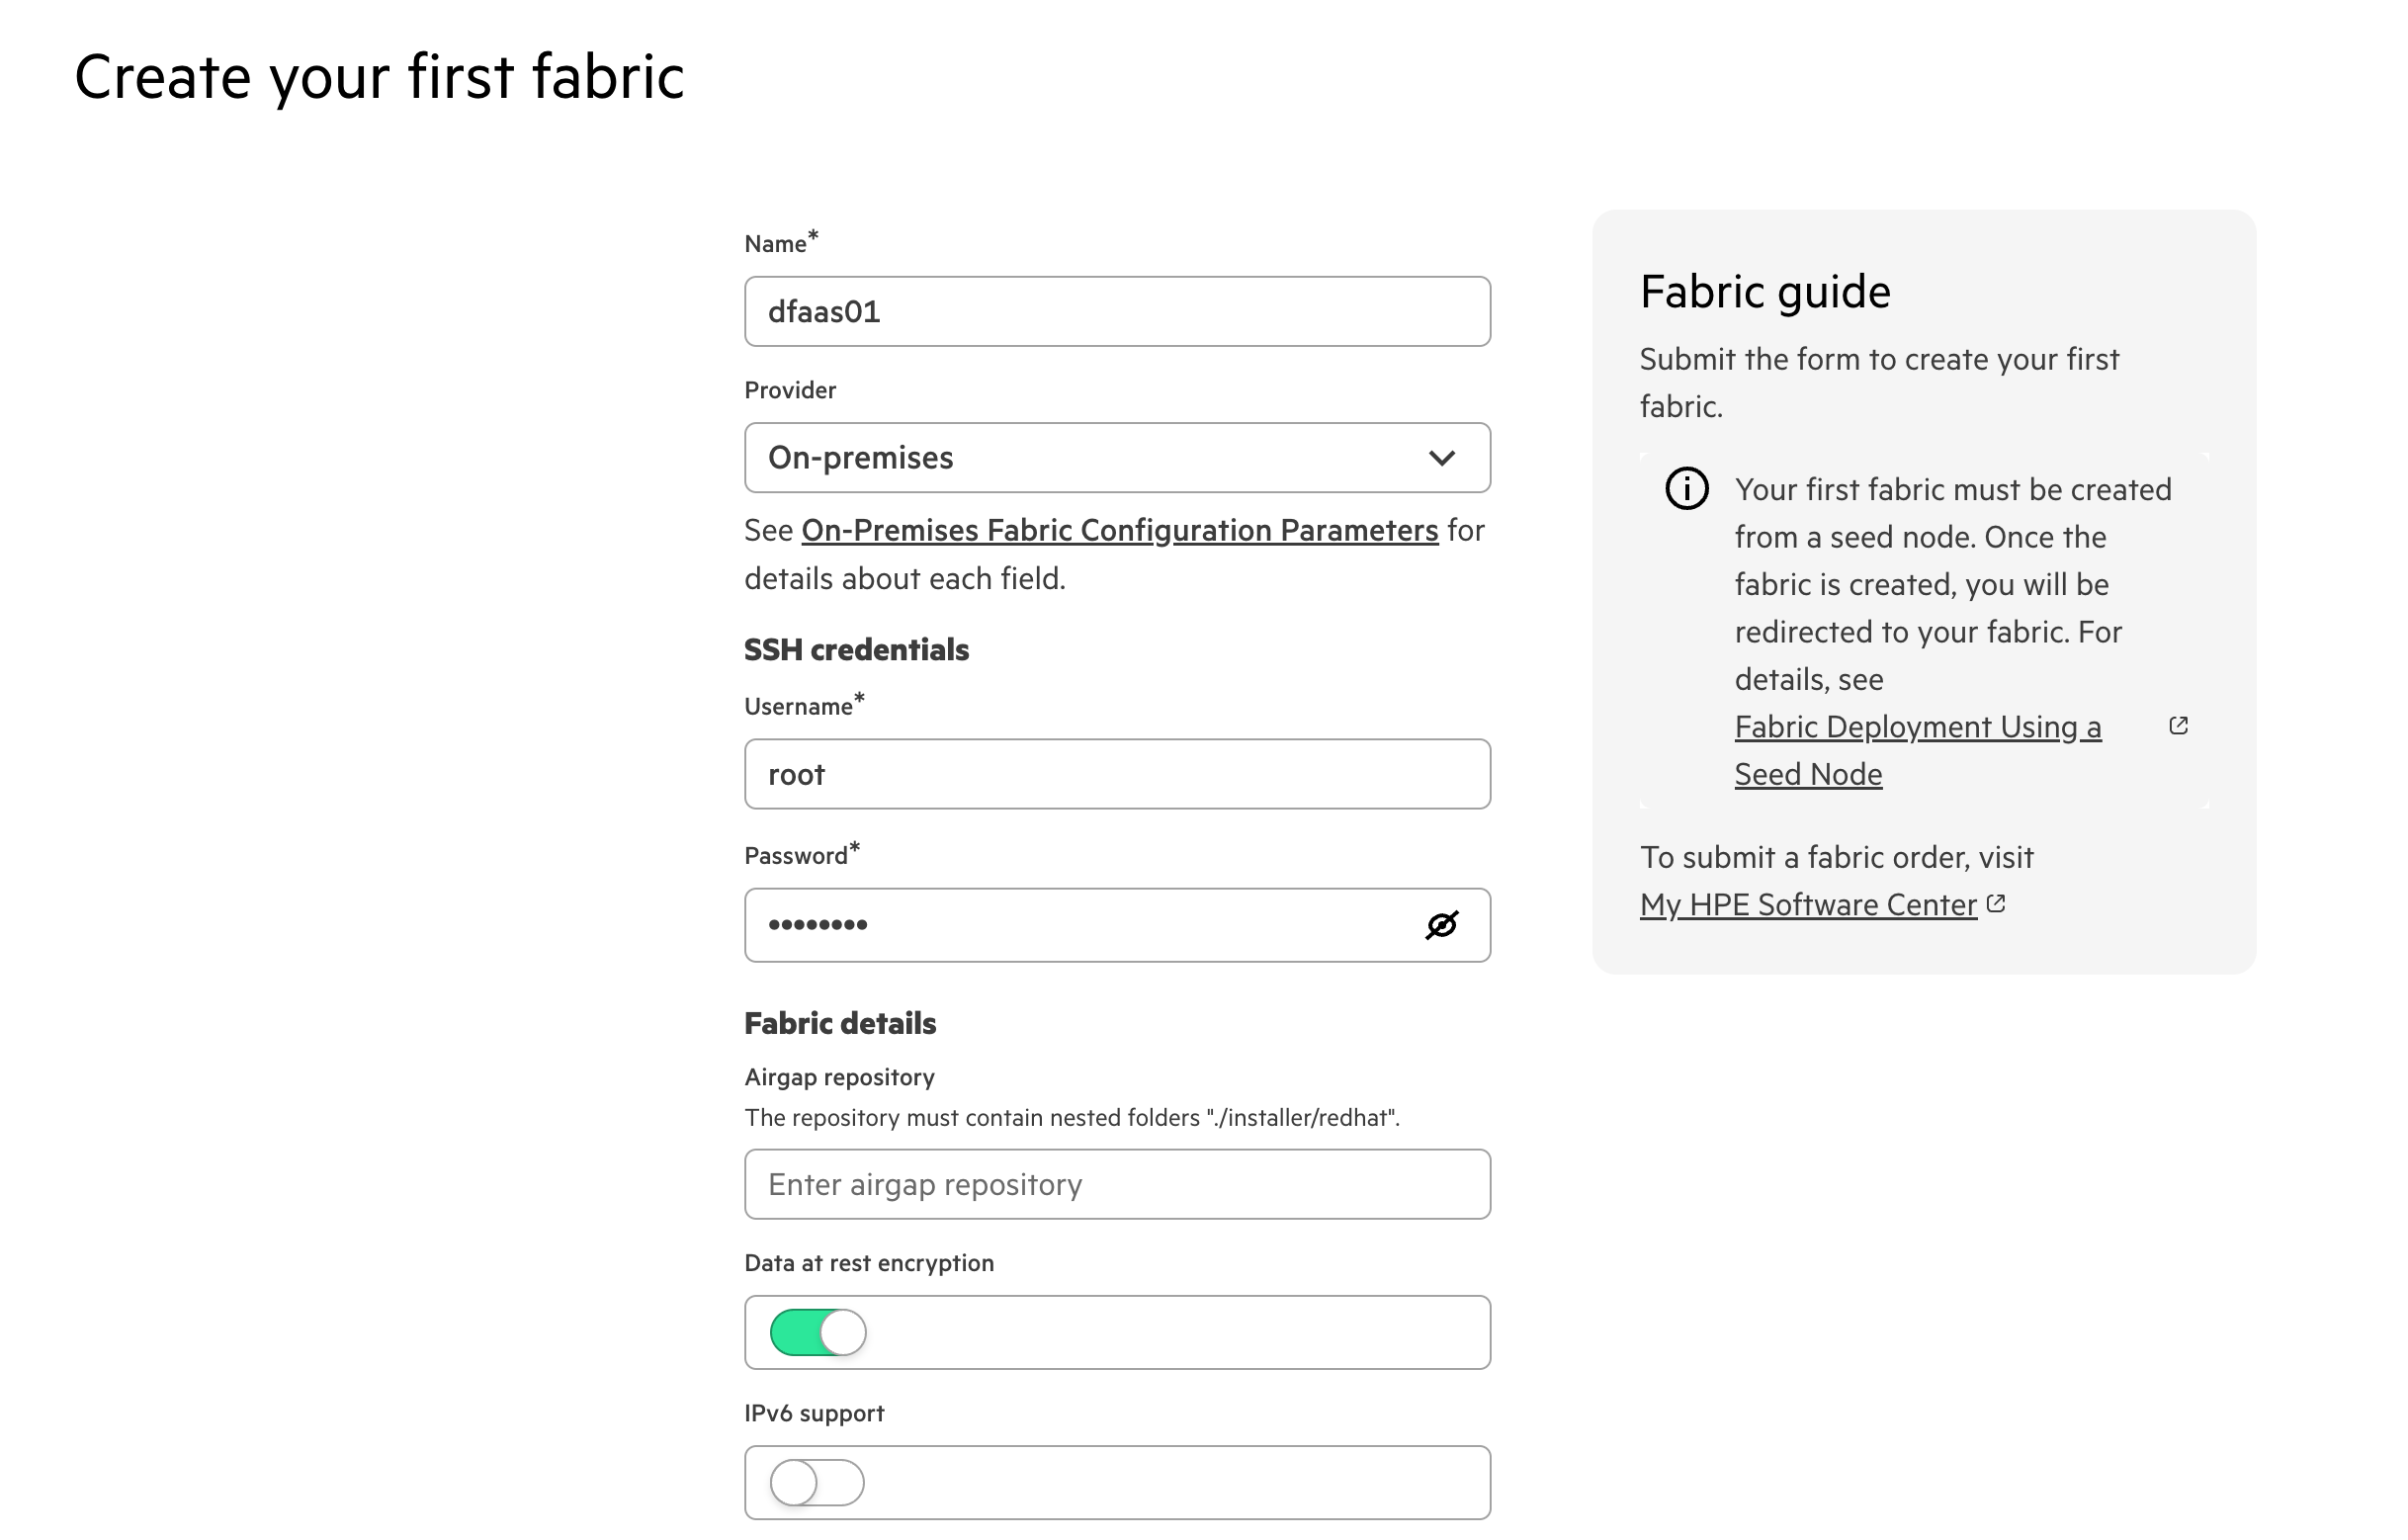 Create your first fabric
Name*
dfaas01
Provider
On-premises
See On-Premises Fabric Configuration Parameters for
details about each field.
SSH credentials
Username*
root
Password*
••••••••
Fabric details
Airgap repository
The repository must contain nested folders "./installer/redhat".
Enter airgap repository
Data at rest encryption
IPv6 support
Fabric guide
Submit the form to create your first
fabric.
Your first fabric must be created
from a seed node. Once the
fabric is created, you will be
redirected to your fabric. For
details, see
Fabric Deployment Using a
Seed Node
To submit a fabric order, visit
My HPE Software Center